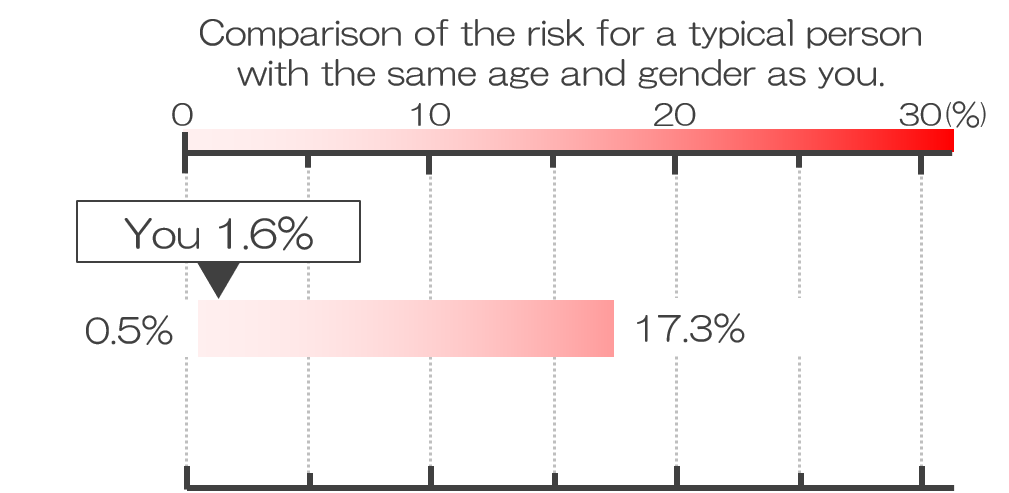 Comparison of the risk for a typical person
with the same age and gender as you.
0 10 20 30(%)
You 1.6%
0.5% 17.3%